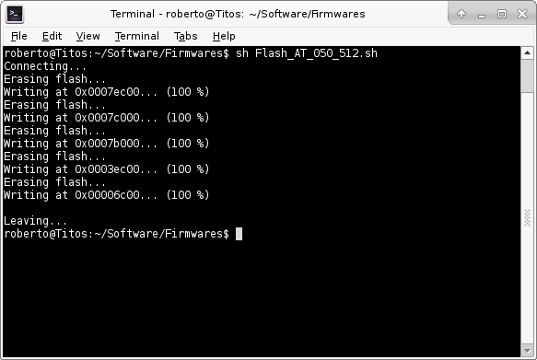 Terminal - roberto@Titos: ~/Software/Firmwares
File Edit View Terminal Tabs Help
roberto@Titos:~/Software/Firmwares$ sh Flash_AT_050_512.sh
Connecting...
Erasing flash...
Writing at 0x0007ec00... (100 %)
Erasing flash...
Writing at 0x0007c000... (100 %)
Erasing flash...
Writing at 0x0007b000... (100 %)
Erasing flash...
Writing at 0x0003ec00... (100 %)
Erasing flash...
Writing at 0x00006c00... (100 %)
Leaving...
roberto@Titos:~/Software/Firmwares$